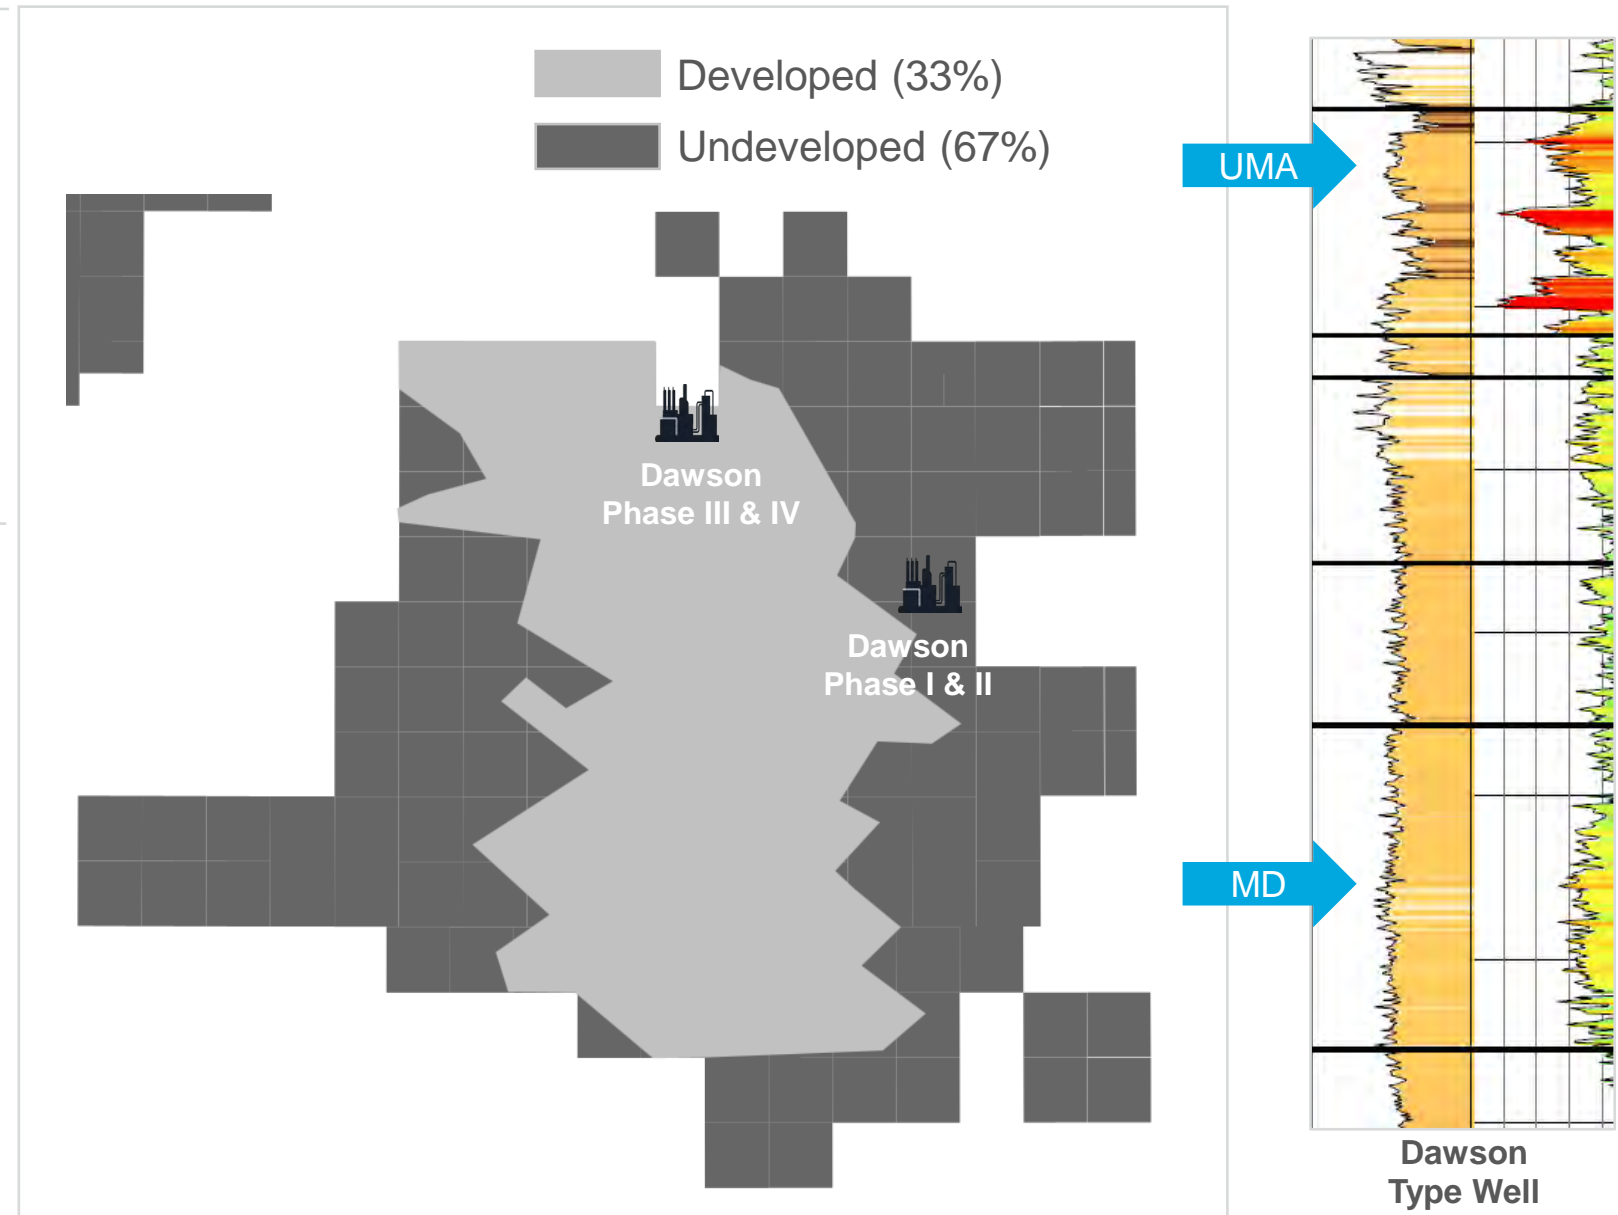 Developed (33%)
Undeveloped (67%)
UMA
Dawson
Phase III & IV
Dawson
Phase I & II
MD
Dawson
Type Well